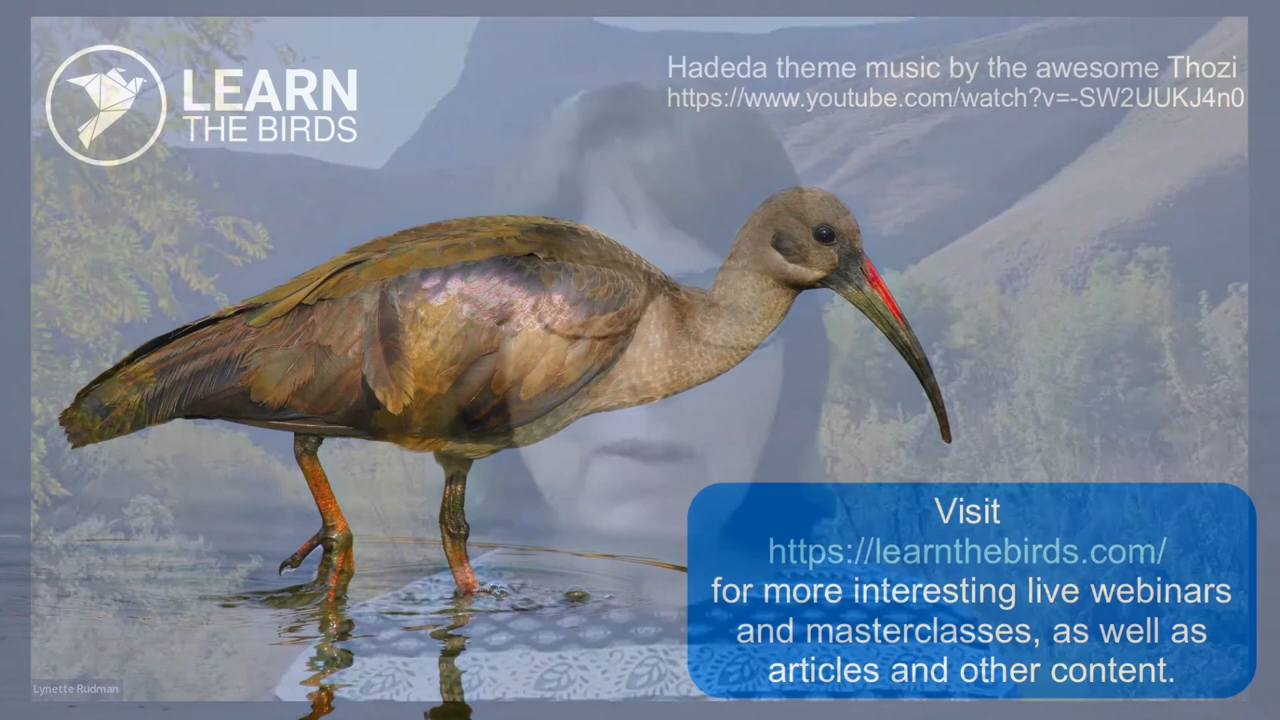 LEARN
THE BIRDS
Hadeda theme music by the awesome Thozi
https://www.youtube.com/watch?v=-SW2UUKJ4n0
Visit
https://learnthebirds.com/
for more interesting live webinars
and masterclasses, as well as
articles and other content.
Lynette Rudman